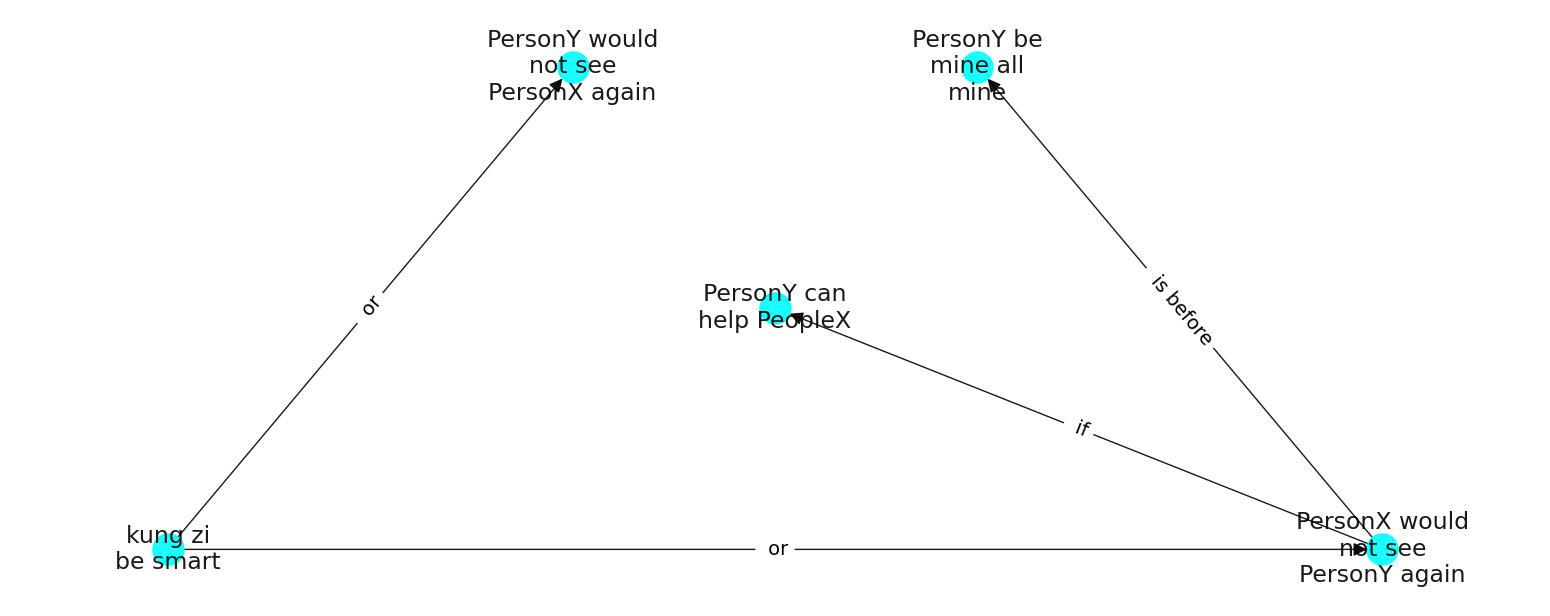 PersonY would
not see
PersonX again
PersonY be
mine all
mine
or
is before
PersonY can
help PeopleX
if
kung zi
be smart
or
PersonX would
not see
PersonY again